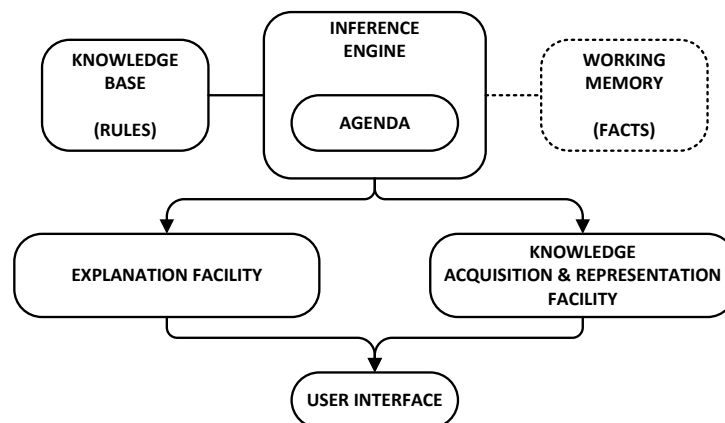 KNOWLEDGE
BASE
(RULES)
INFERENCE
ENGINE
AGENDA
WORKING
MEMORY
(FACTS)
EXPLANATION FACILITY
KNOWLEDGE
ACQUISITION & REPRESENTATION
FACILITY
USER INTERFACE